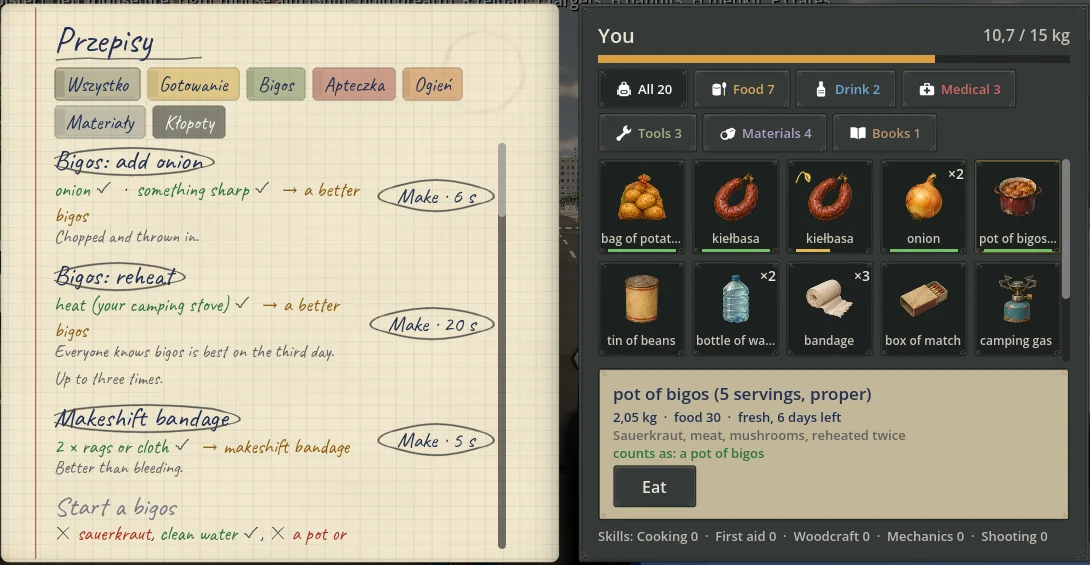 Przepisy
Wszystko
Gotowanie
Bigos
Apteczka
Ogień
Materiały
Kłopoty
Bigos: add onion
onion ✓ · something sharp ✓ → a better
bigos
Chopped and thrown in.
Make · 6 s
Bigos: reheat
heat (your camping stove) ✓ → a better
bigos
Everyone knows bigos is best on the third day.
Up to three times.
Make · 20 s
Makeshift bandage
2 × rags or cloth ✓ → makeshift bandage
Better than bleeding.
Make · 5 s
Start a bigos
✕ sauerkraut, clean water ✓, ✕ a pot or
You
10,7 / 15 kg
All 20
Food 7
Drink 2
Medical 3
Tools 3
Materials 4
Books 1
bag of potat...
kiełbasa
kiełbasa
×2
onion
pot of bigos...
tin of beans
×2
bottle of wa...
×3
bandage
box of match
camping gas
pot of bigos (5 servings, proper)
2,05 kg · food 30 · fresh, 6 days left
Sauerkraut, meat, mushrooms, reheated twice
counts as: a pot of bigos
Eat
Skills: Cooking 0 · First aid 0 · Woodcraft 0 · Mechanics 0 · Shooting 0